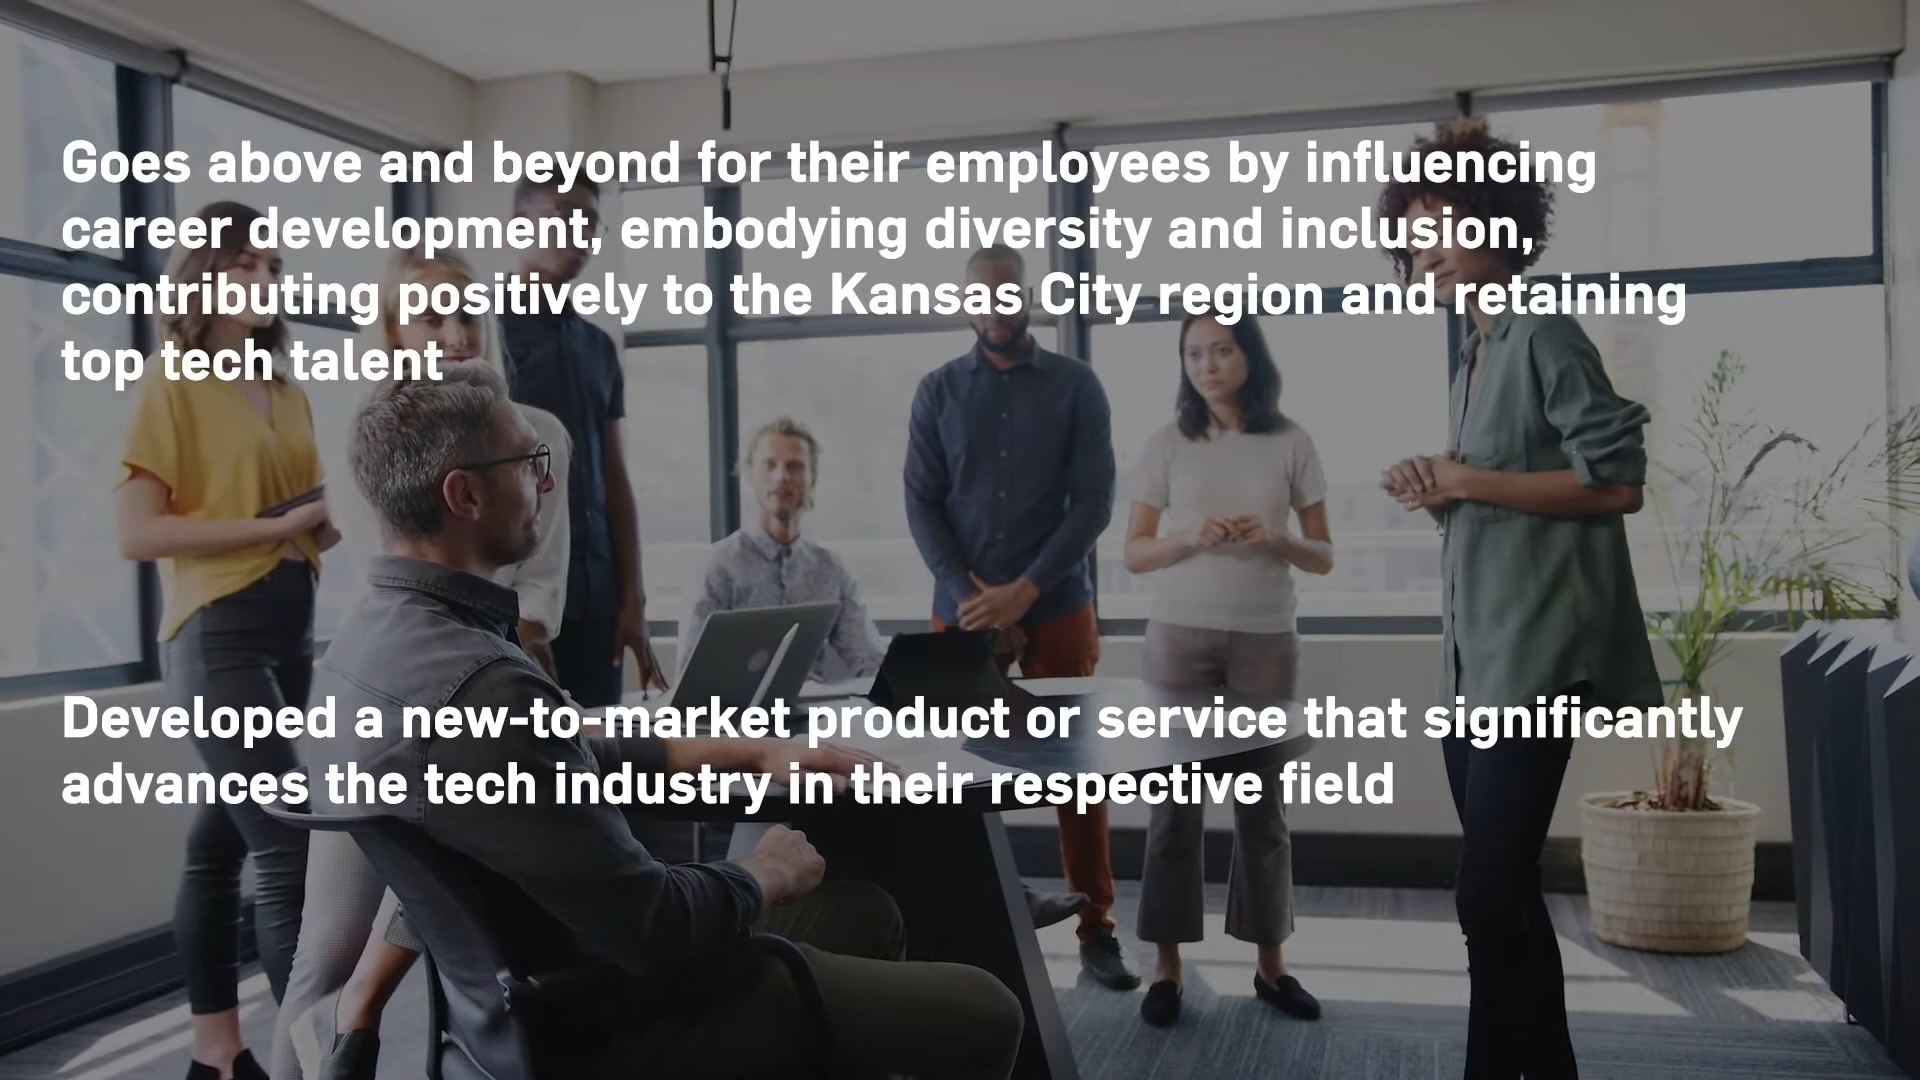 Goes above and beyond for their employees by influencing
career development, embodying diversity and inclusion,
contributing positively to the Kansas City region and retaining
top tech talent
Developed a new-to-market product or service that significantly
advances the tech industry in their respective field